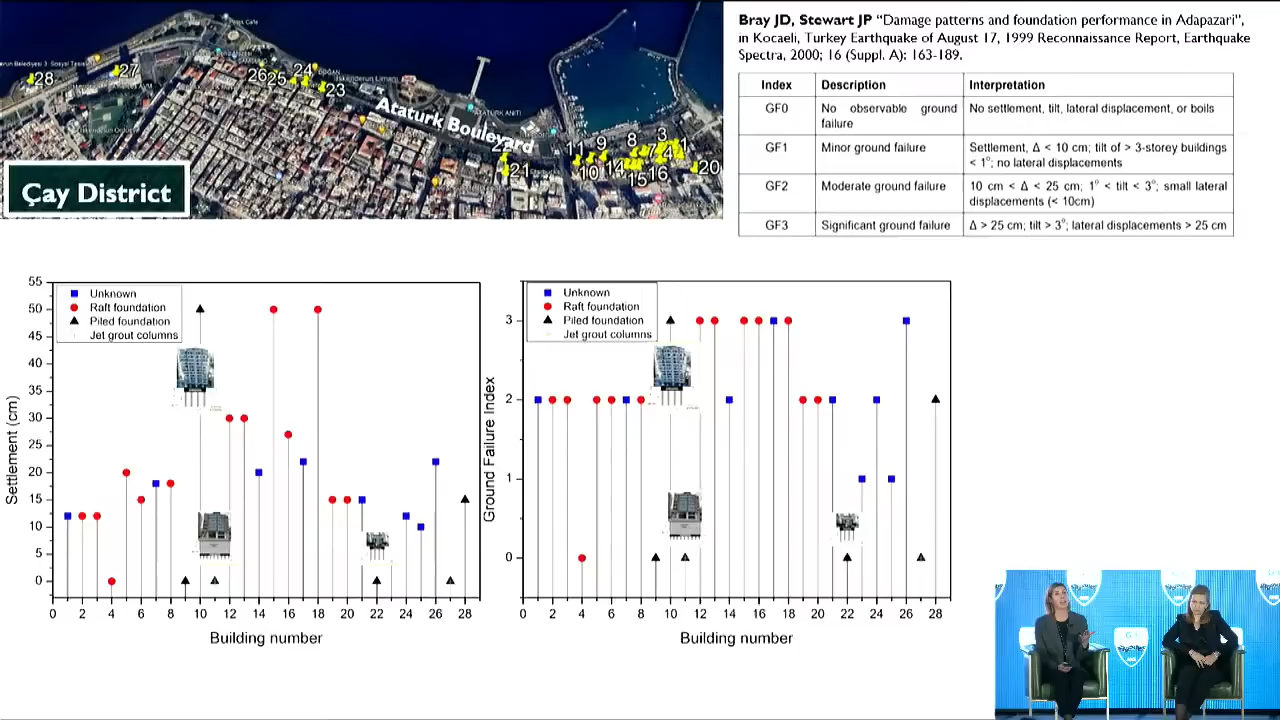 Bray JD, Stewart JP “Damage patterns and foundation performance in Adapazari”,
in Kocaeli, Turkey Earthquake of August 17, 1999 Reconnaissance Report, Earthquake
Spectra, 2000; 16 (Suppl. A): 163-189.
Index Description Interpretation
GF0 No observable ground failure No settlement, tilt, lateral displacement, or boils
GF1 Minor ground failure Settlement, Δ < 10 cm; tilt of > 3-storey buildings < 1°; no lateral displacements
GF2 Moderate ground failure 10 cm < Δ < 25 cm; 1° < tilt < 3°; small lateral displacements (< 10cm)
GF3 Significant ground failure Δ > 25 cm; tilt > 3°; lateral displacements > 25 cm
28
27
26
25
24
23
İskenderun Limanı
Ataturk Boulevard
ATATÜRK ANITI
21
11
9
8
3
1
7
4
10
14
15
16
20
Çay District
Settlement (cm)
55
50
45
40
35
30
25
20
15
10
5
0
Unknown
Raft foundation
Piled foundation
Jet grout columns
0 2 4 6 8 10 12 14 16 18 20 22 24 26 28
Building number
Ground Failure Index
3
2
1
0
Unknown
Raft foundation
Piled foundation
Jet grout columns
0 2 4 6 8 10 12 14 16 18 20 22 24 26 28
Building number